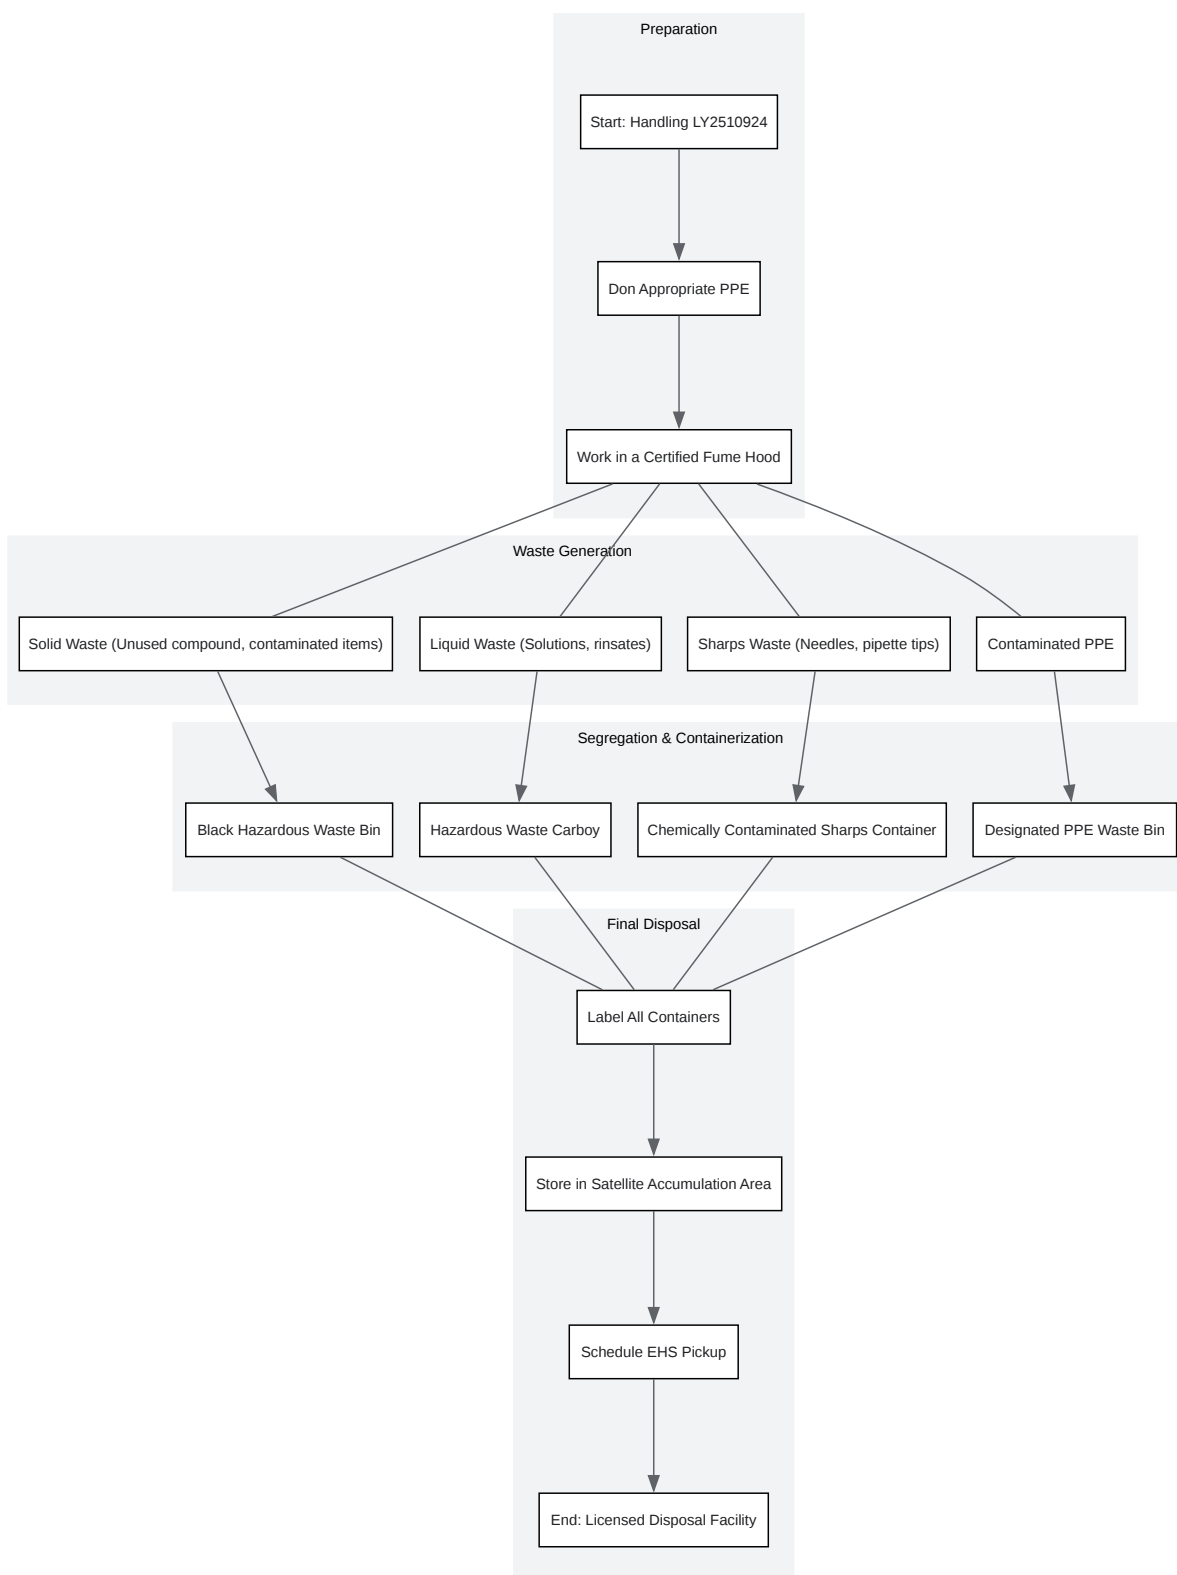 Preparation
Start: Handling LY2510924
Don Appropriate PPE
Work in a Certified Fume Hood
Waste Generation
Solid Waste (Unused compound, contaminated items)
Liquid Waste (Solutions, rinsates)
Sharps Waste (Needles, pipette tips)
Contaminated PPE
Segregation & Containerization
Black Hazardous Waste Bin
Hazardous Waste Carboy
Chemically Contaminated Sharps Container
Designated PPE Waste Bin
Final Disposal
Label All Containers
Store in Satellite Accumulation Area
Schedule EHS Pickup
End: Licensed Disposal Facility